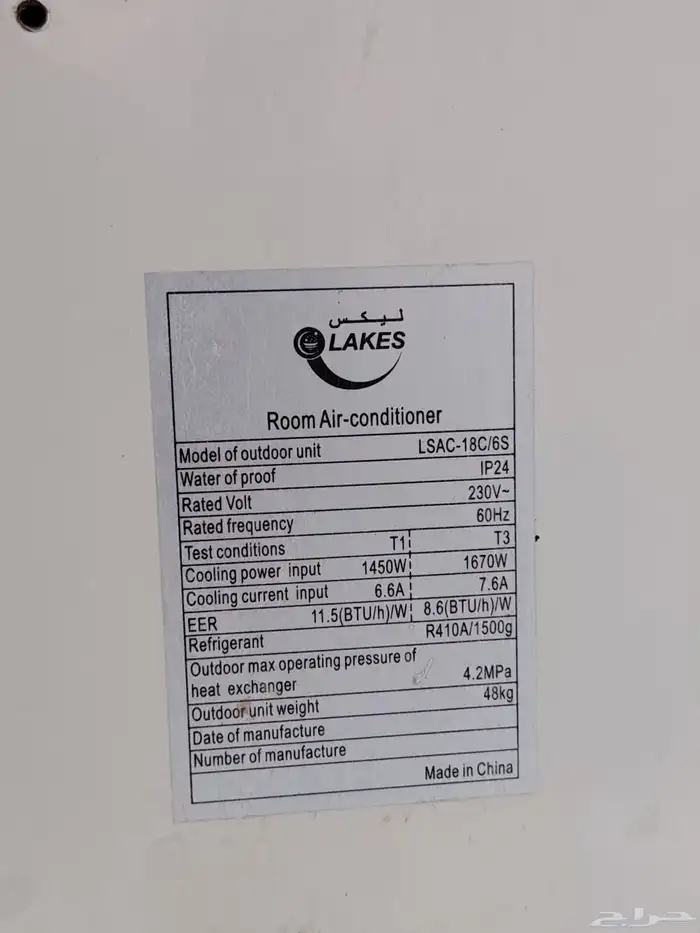 ليكس
LAKES
Room Air-conditioner
Model of outdoor unit LSAC-18C/6S
Water of proof IP24
Rated Volt 230V~
Rated frequency 60Hz
Test conditions T1 T3
Cooling power input 1450W 1670W
Cooling current input 6.6A 7.6A
EER 11.5(BTU/h)/W 8.6(BTU/h)/W
Refrigerant R410A/1500g
Outdoor max operating pressure of
heat exchanger 4.2MPa
Outdoor unit weight 48kg
Date of manufacture
Number of manufacture
Made in China
حراج